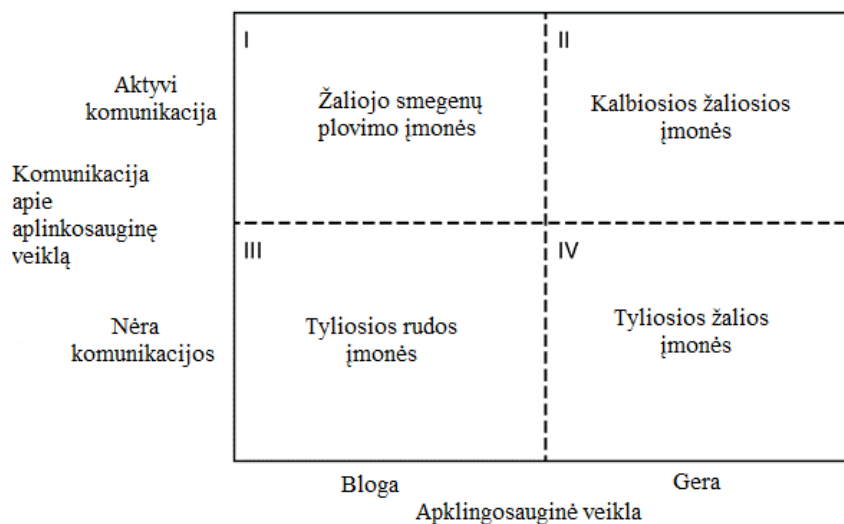 I
II
Aktyvi
komunikacija
Žaliojo smegenų
plovimo įmonės
Kalbiosios žaliosios
įmonės
Komunikacija
apie
aplinkosauginę
veiklą
III
IV
Nėra
komunikacijos
Tyliosios rudos
įmonės
Tyliosios žalios
įmonės
Bloga
Gera
Apklingosauginė veikla